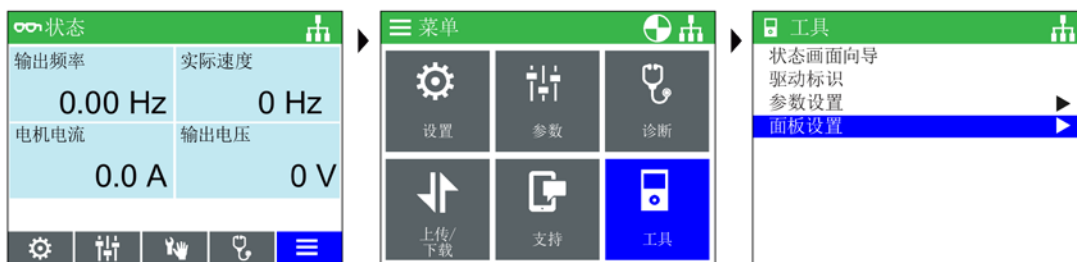 状态
输出频率
0.00 Hz
实际速度
0 Hz
电机电流
0.0 A
输出电压
0 V
菜单
设置
参数
诊断
上传/
下载
支持
工具
工具
状态画面向导
驱动标识
参数设置
面板设置